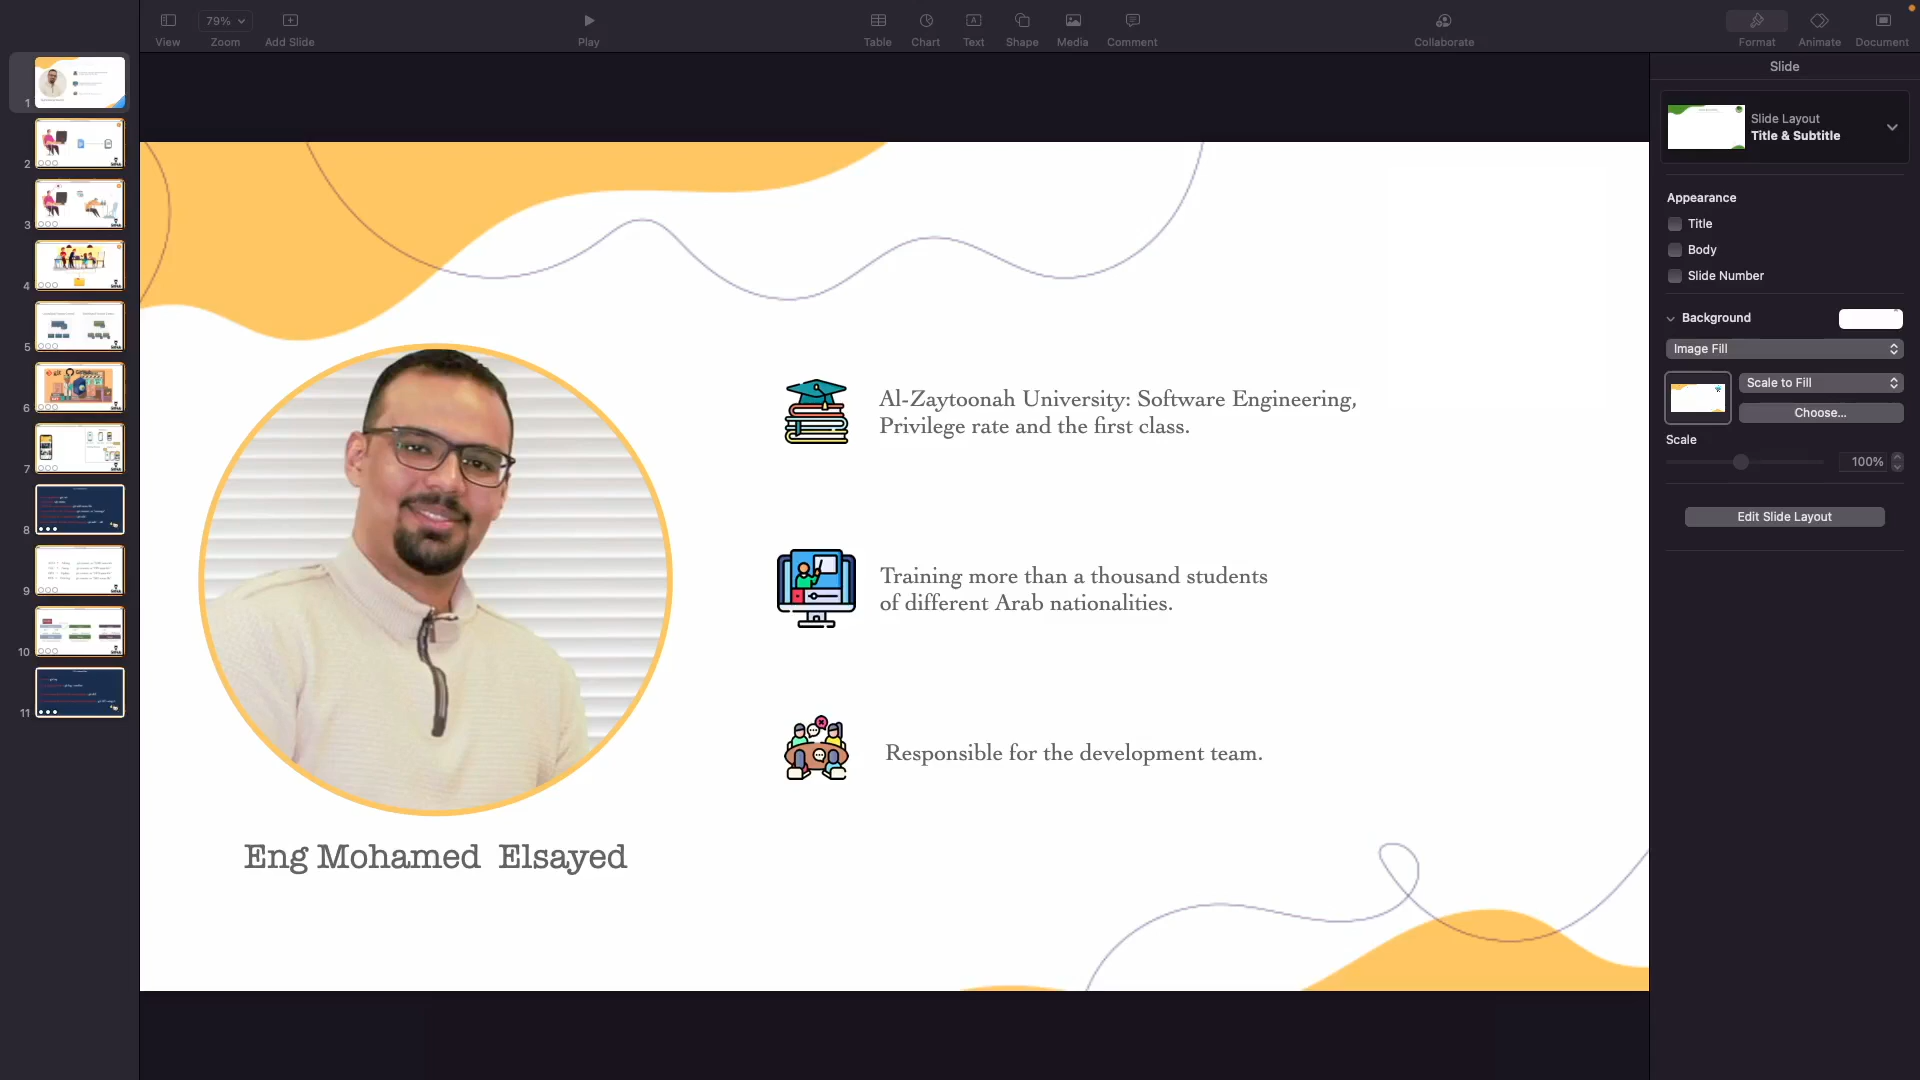 79%
View
Zoom
Add Slide
Play
Table
Chart
Text
Shape
Media
Comment
Collaborate
Format
Animate
Document
1
2
3
4
5
6
7
8
9
10
11
Al-Zaytoonah University: Software Engineering,
Privilege rate and the first class.
Training more than a thousand students
of different Arab nationalities.
Responsible for the development team.
Eng Mohamed  Elsayed
Slide
Slide Layout
Title & Subtitle
Appearance
Title
Body
Slide Number
Background
Image Fill
Scale to Fill
Choose...
Scale
100%
Edit Slide Layout